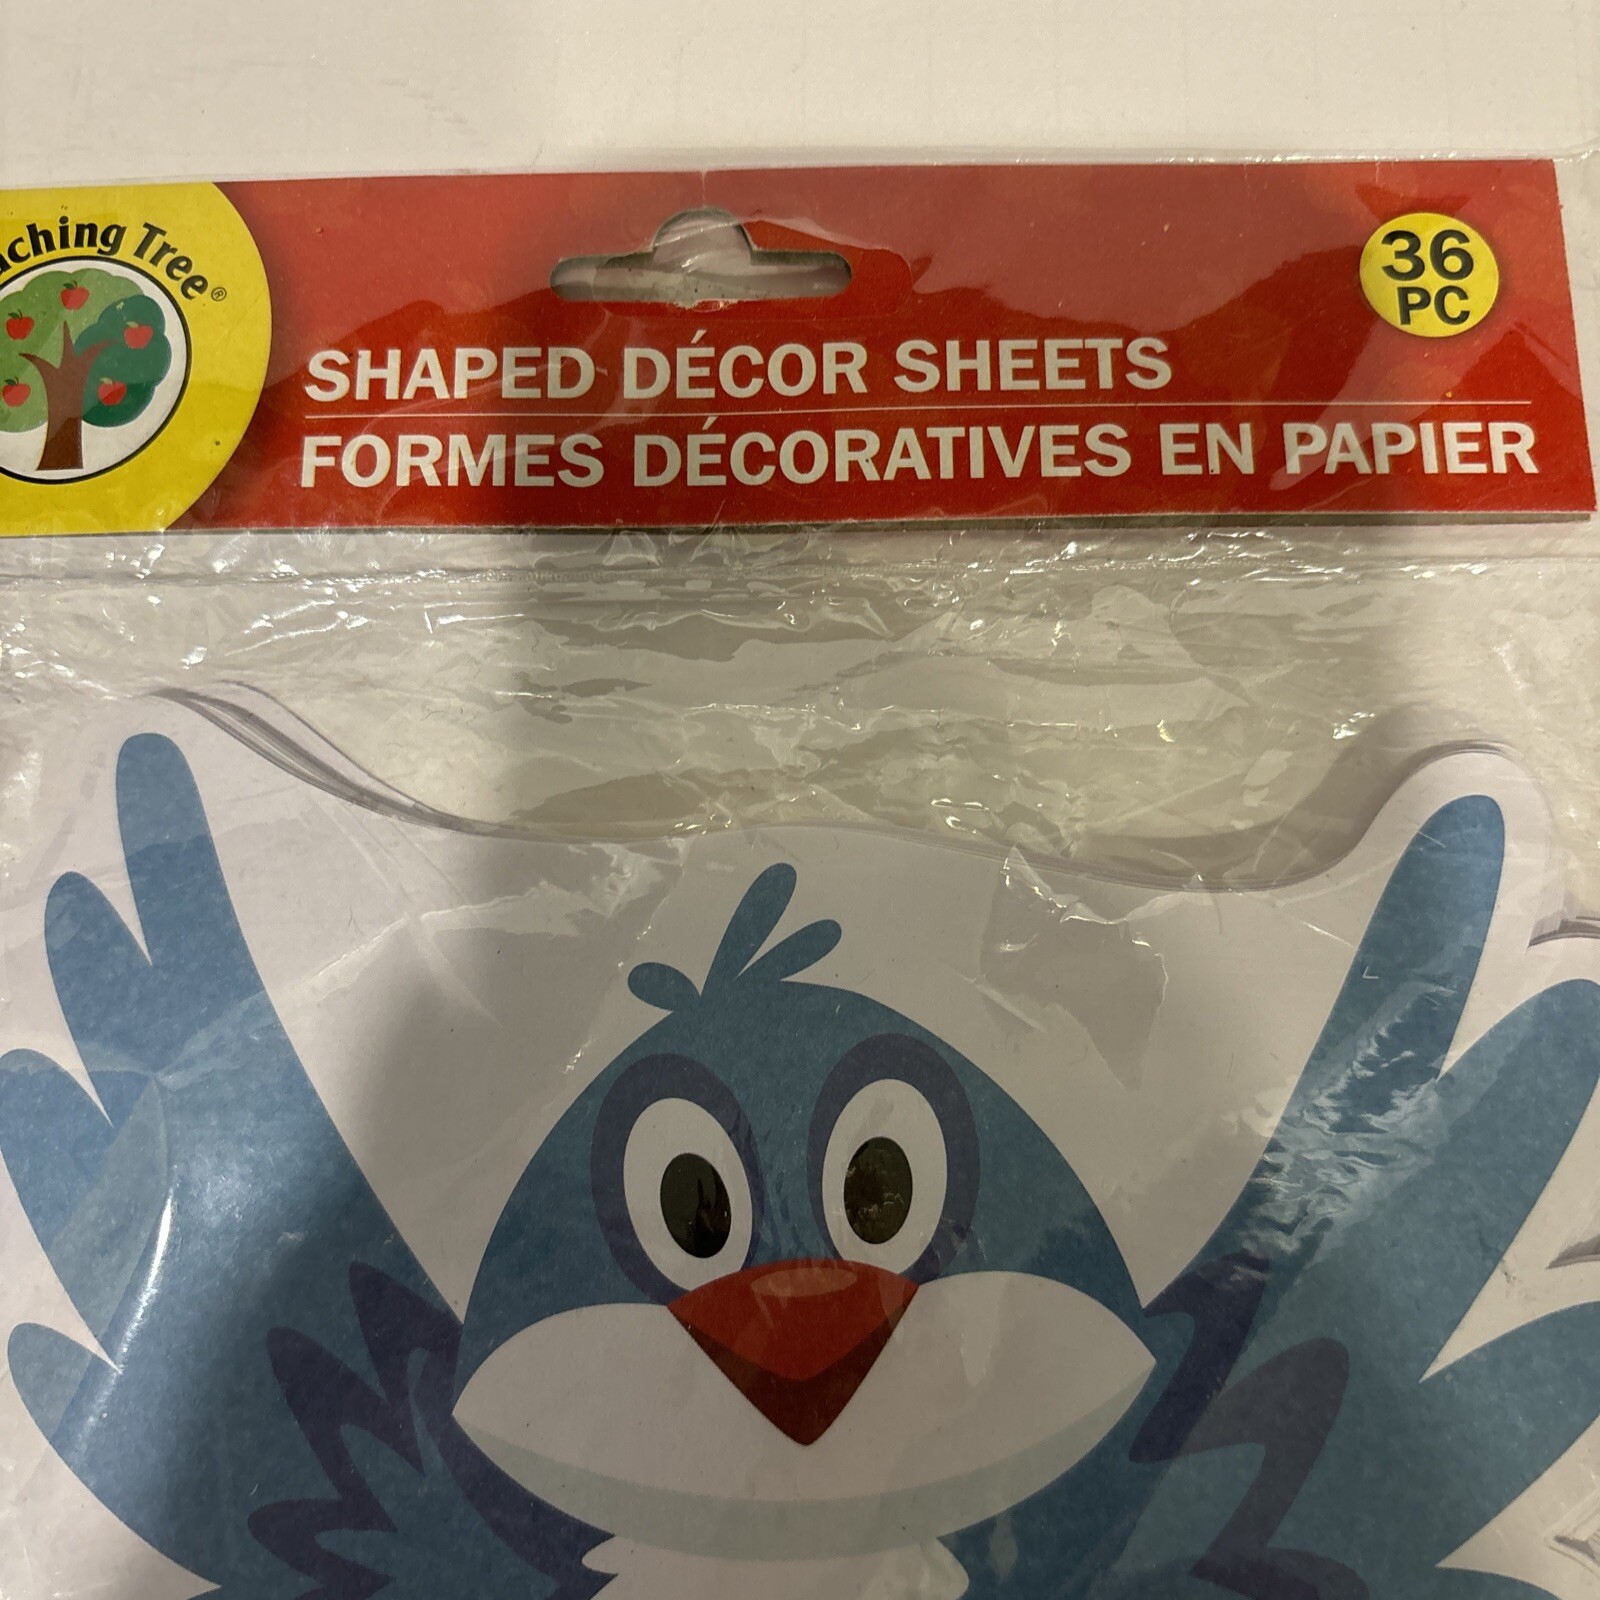 aching Tree®
36
PC
SHAPED DÉCOR SHEETS
FORMES DÉCORATIVES EN PAPIER